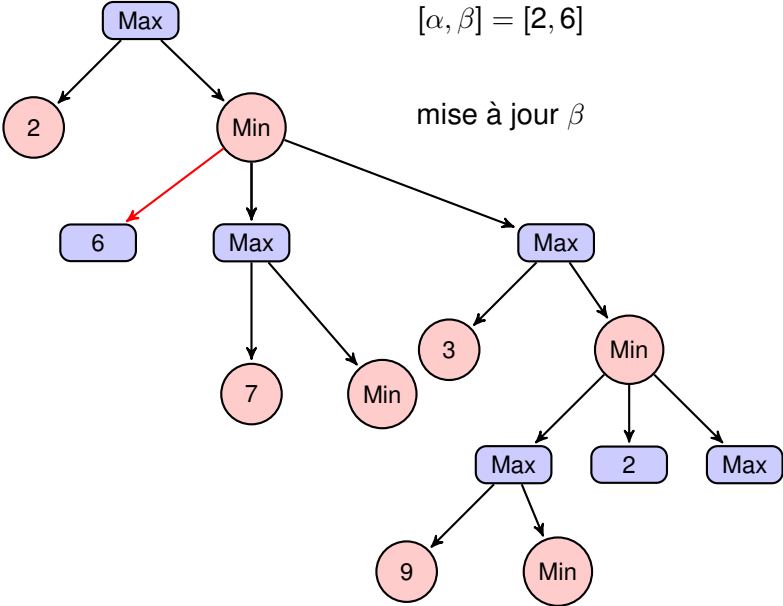 Max
[α, β] = [2, 6]
2
Min
mise à jour β
6
Max
Max
3
Min
7
Min
Max
2
Max
9
Min